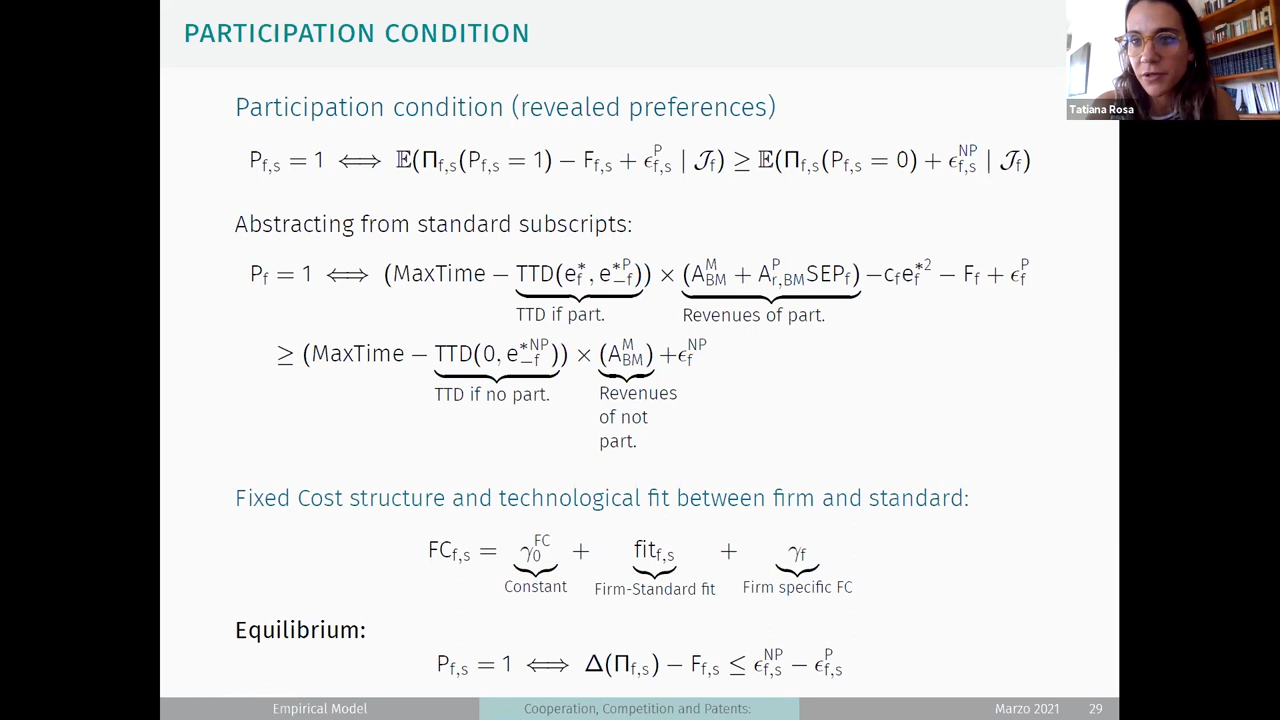 PARTICIPATION CONDITION
Tatiana Rosa
Participation condition (revealed preferences)
P_{f,s} = 1 ⟺ 𝔼(Π_{f,s}(P_{f,s} = 1) − F_{f,s} + ϵ^P_{f,s} | 𝒥_f) ≥ 𝔼(Π_{f,s}(P_{f,s} = 0) + ϵ^{NP}_{f,s} | 𝒥_f)
Abstracting from standard subscripts:
P_f = 1 ⟺ (MaxTime − TTD(e^*_f, e^{*P}_{−f})) × (A^M_{BM} + A^P_{r,BM}SEP_f) −c_f e^{*2}_f − F_f + ϵ^P_f
TTD if part. Revenues of part.
≥ (MaxTime − TTD(0, e^{*NP}_{−f})) × (A^M_{BM}) +ϵ^{NP}_f
TTD if no part. Revenues
of not
part.
Fixed Cost structure and technological fit between firm and standard:
FC_{f,s} = γ^{FC}_0 + fit_{f,s} + γ_f
Constant Firm-Standard fit Firm specific FC
Equilibrium:
P_{f,s} = 1 ⟺ Δ(Π_{f,s}) − F_{f,s} ≤ ϵ^{NP}_{f,s} − ϵ^P_{f,s}
Empirical Model Cooperation, Competition and Patents: Marzo 2021 29